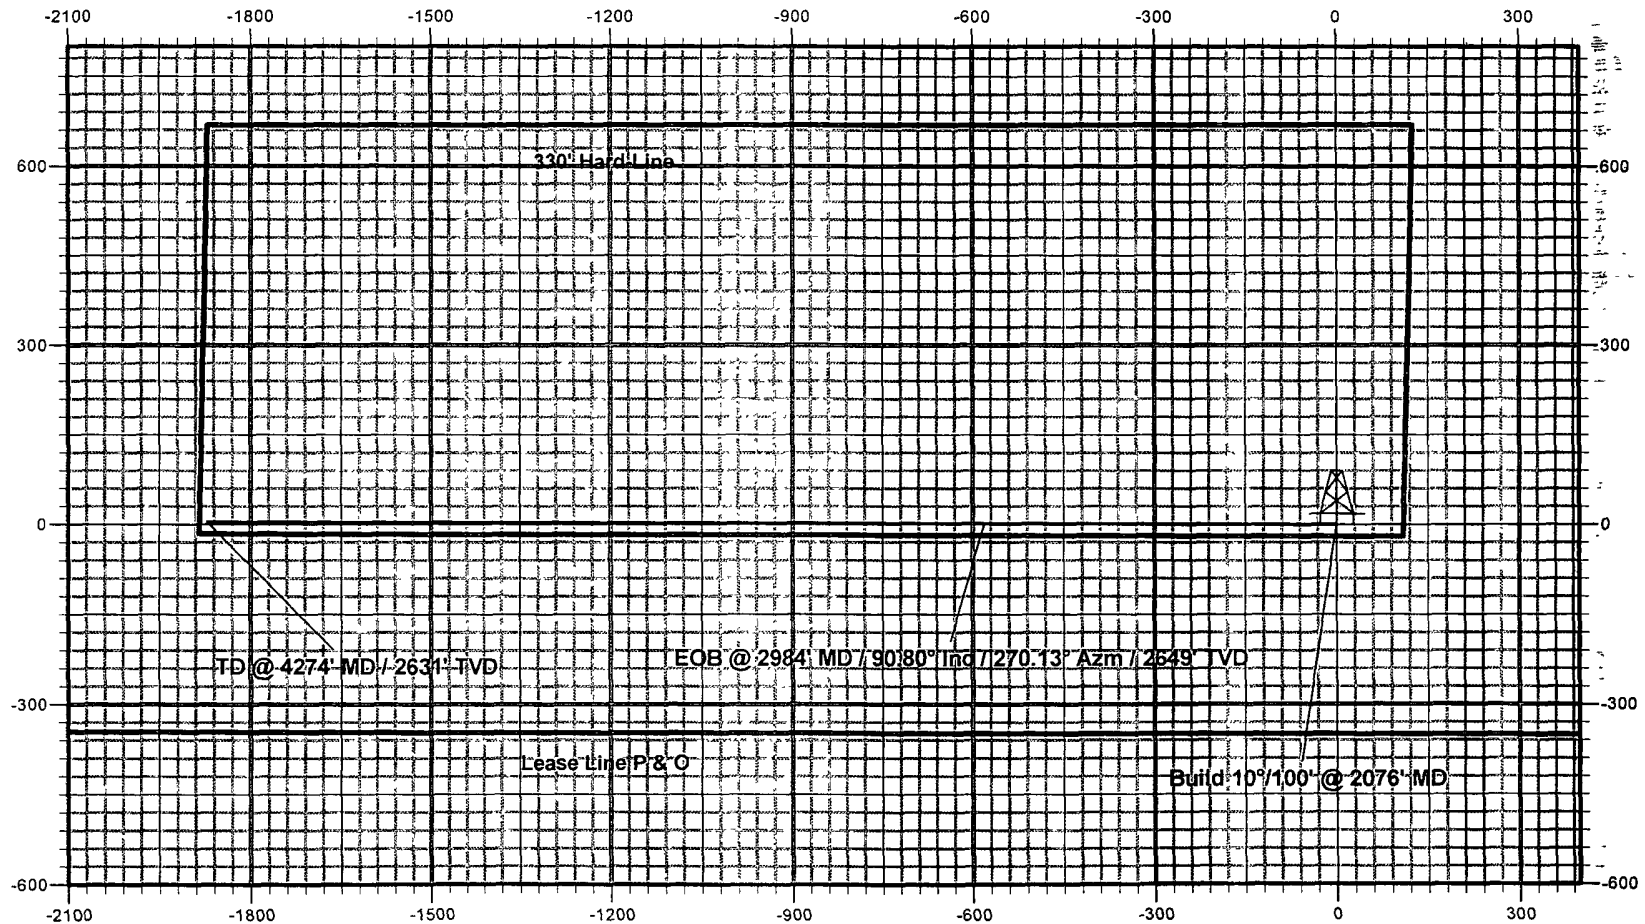 -2100 -1800 -1500 -1200 -900 -600 -300 0 300
330' Hard-Line
600 600
300 300
0 0
TD @ 4274' MD / 2631' TVD
EOB @ 2984' MD / 90.80° Inc / 270.13° Azm / 2649' TVD
-300 -300
Lease Line P & O
Build 10°/100' @ 2076' MD
-600 -600
-2100 -1800 -1500 -1200 -900 -600 -300 0 300